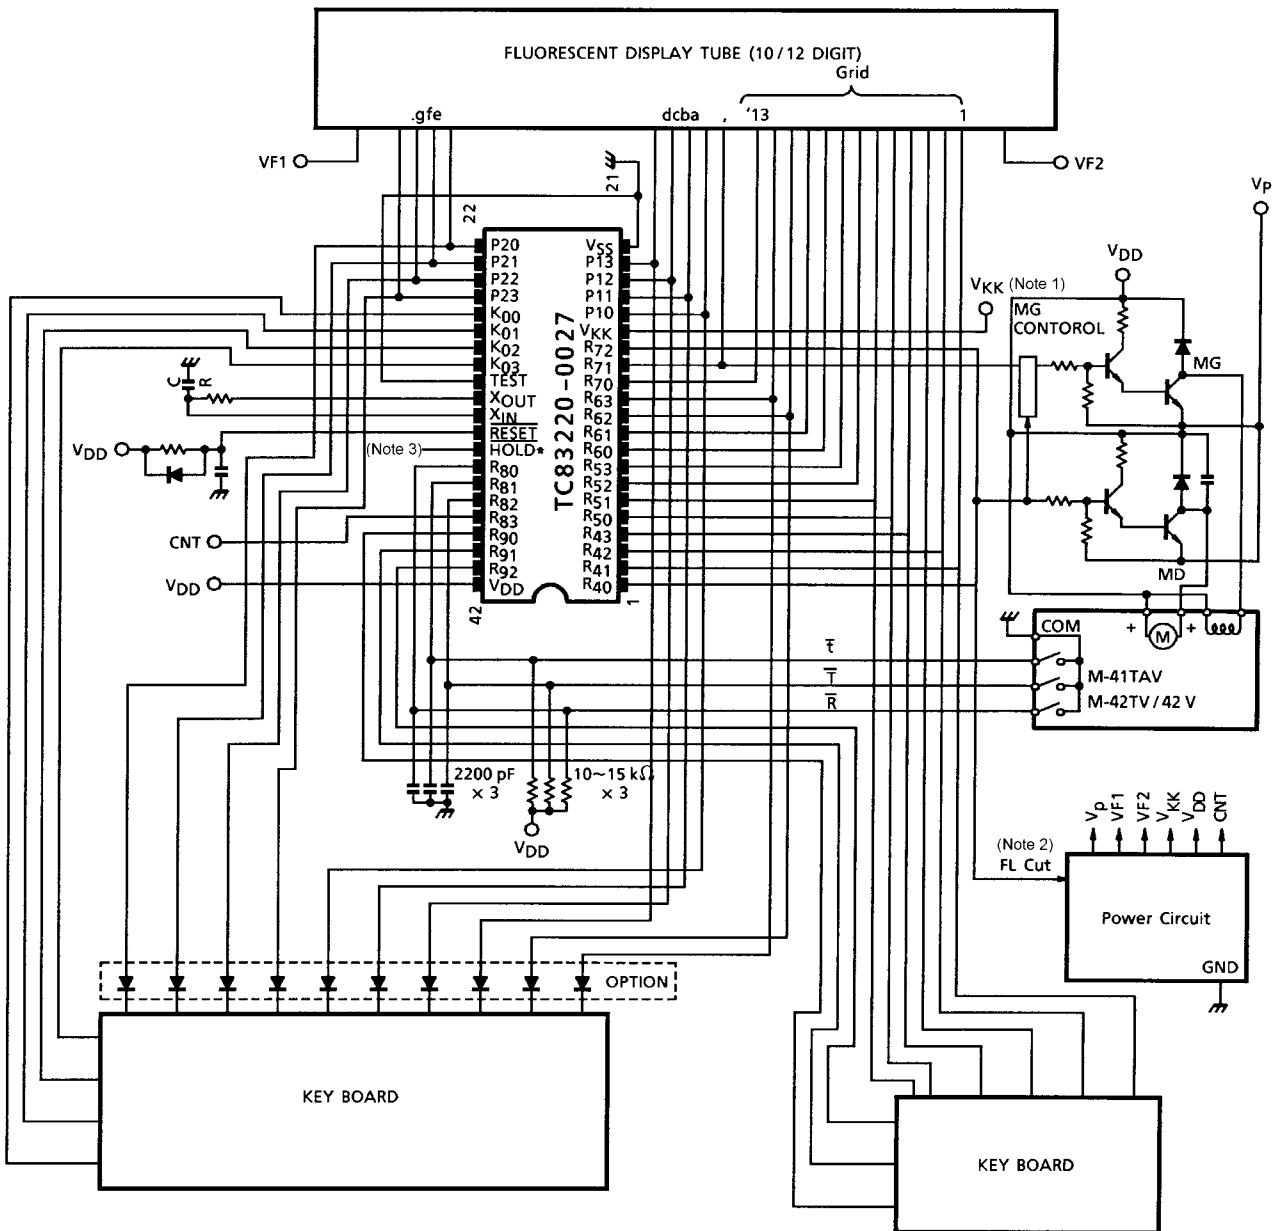 FLUORESCENT DISPLAY TUBE (10/12 DIGIT)
Grid
.gfe
dcba
,
'13
1
VF1
VF2
21
22
Vp
VDD
VKK (Note 1)
MG
CONTOROL
MG
MD
TC83220-0027
P20
P21
P22
P23
K00
K01
K02
K03
TEST
XOUT
XIN
RESET
HOLD*
R80
R81
R82
R83
R90
R91
R92
VDD
VSS
P13
P12
P11
P10
VKK
R72
R71
R70
R63
R62
R61
R60
R53
R52
R51
R50
R43
R42
R41
R40
42
1
C
R
VDD
(Note 3)
CNT
VDD
t̅
T̅
R̅
COM
+
M
+
M-41TAV
M-42TV/42 V
2200 pF
× 3
10~15 kΩ
× 3
VDD
Vp
VF1
VF2
VKK
VDD
CNT
(Note 2)
FL Cut
Power Circuit
GND
OPTION
KEY BOARD
KEY BOARD